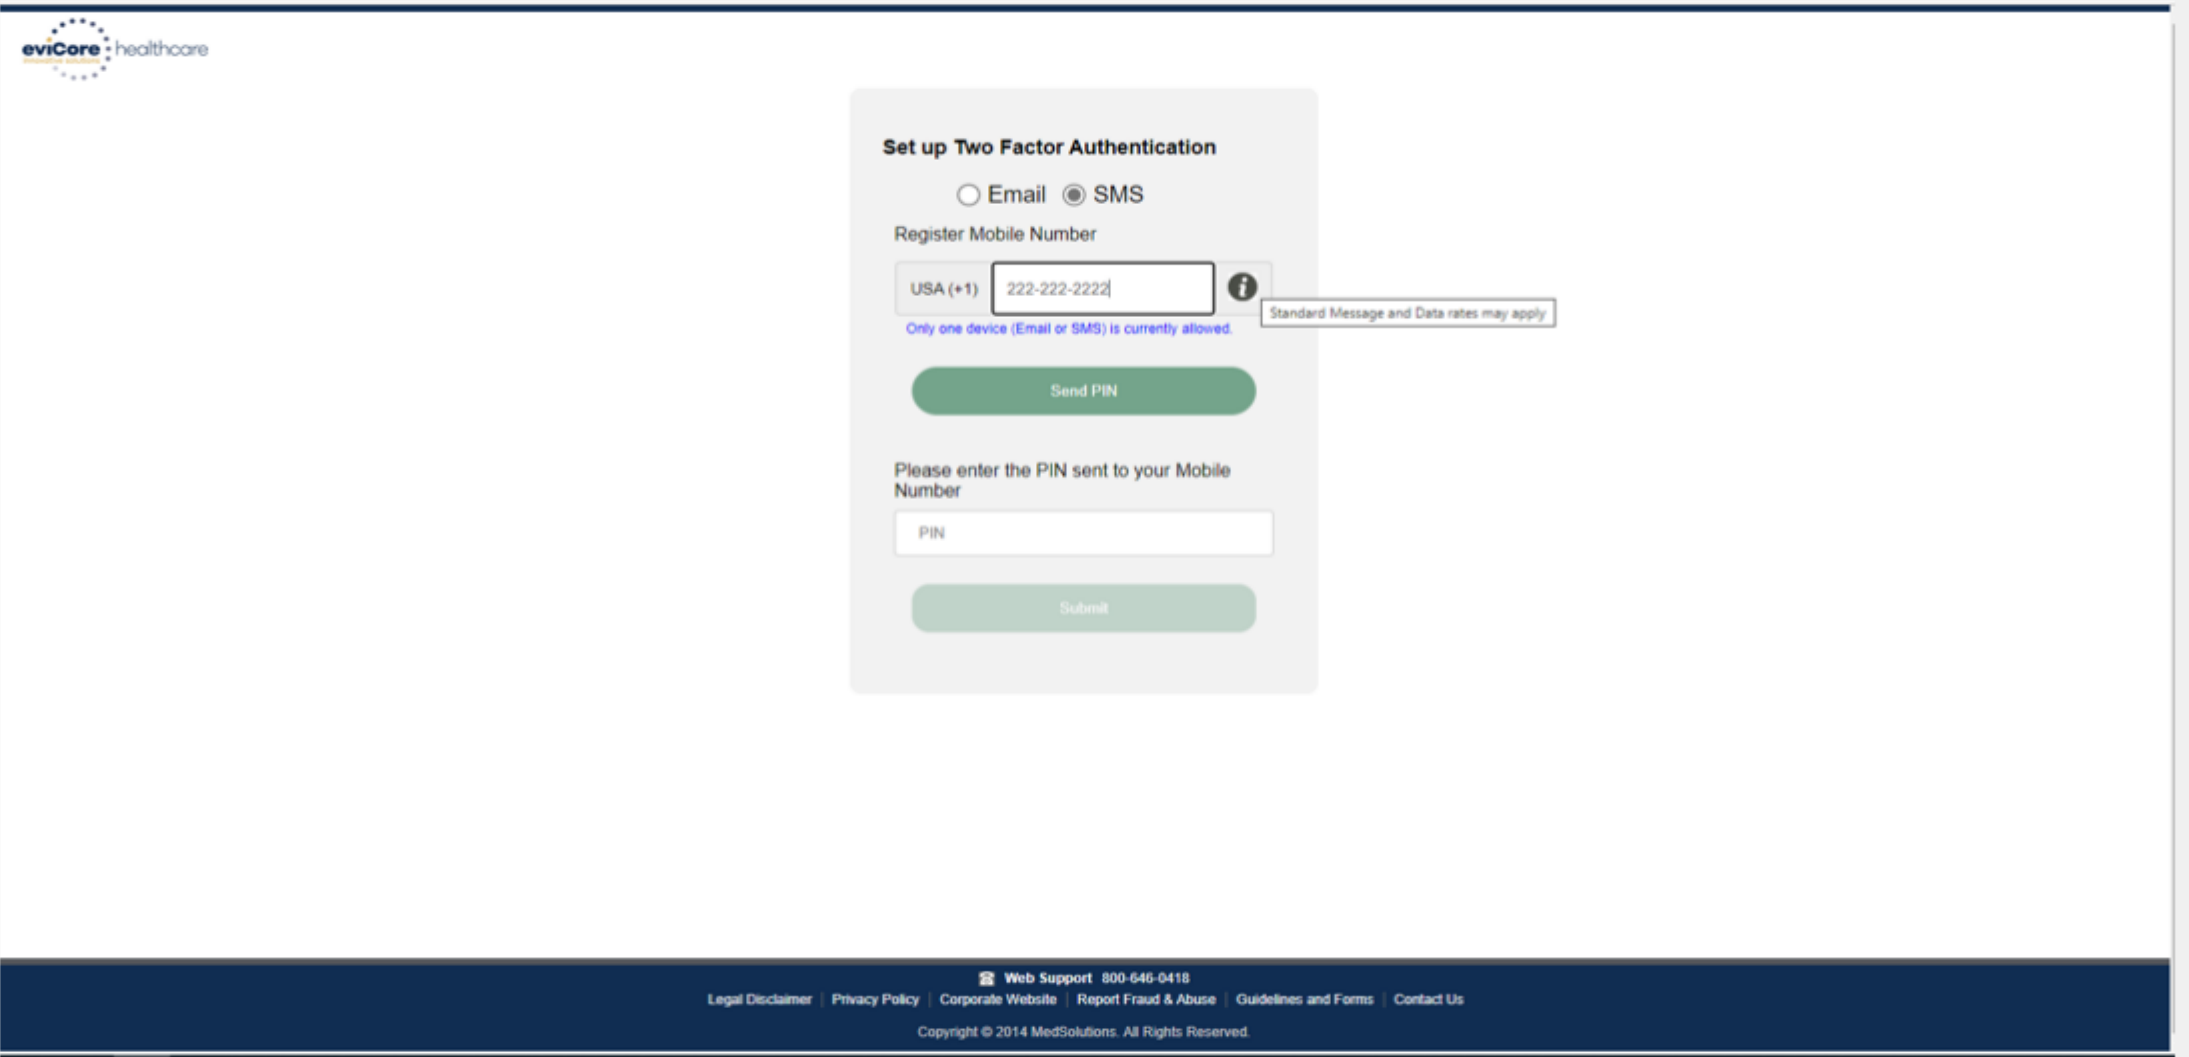 eviCore healthcare
innovative solutions
Set up Two Factor Authentication
Email SMS
Register Mobile Number
USA (+1) 222-222-2222 i
Standard Message and Data rates may apply
Only one device (Email or SMS) is currently allowed.
Send PIN
Please enter the PIN sent to your Mobile
Number
PIN
Submit
Web Support 800-646-0418
Legal Disclaimer | Privacy Policy | Corporate Website | Report Fraud & Abuse | Guidelines and Forms | Contact Us
Copyright © 2014 MedSolutions. All Rights Reserved.